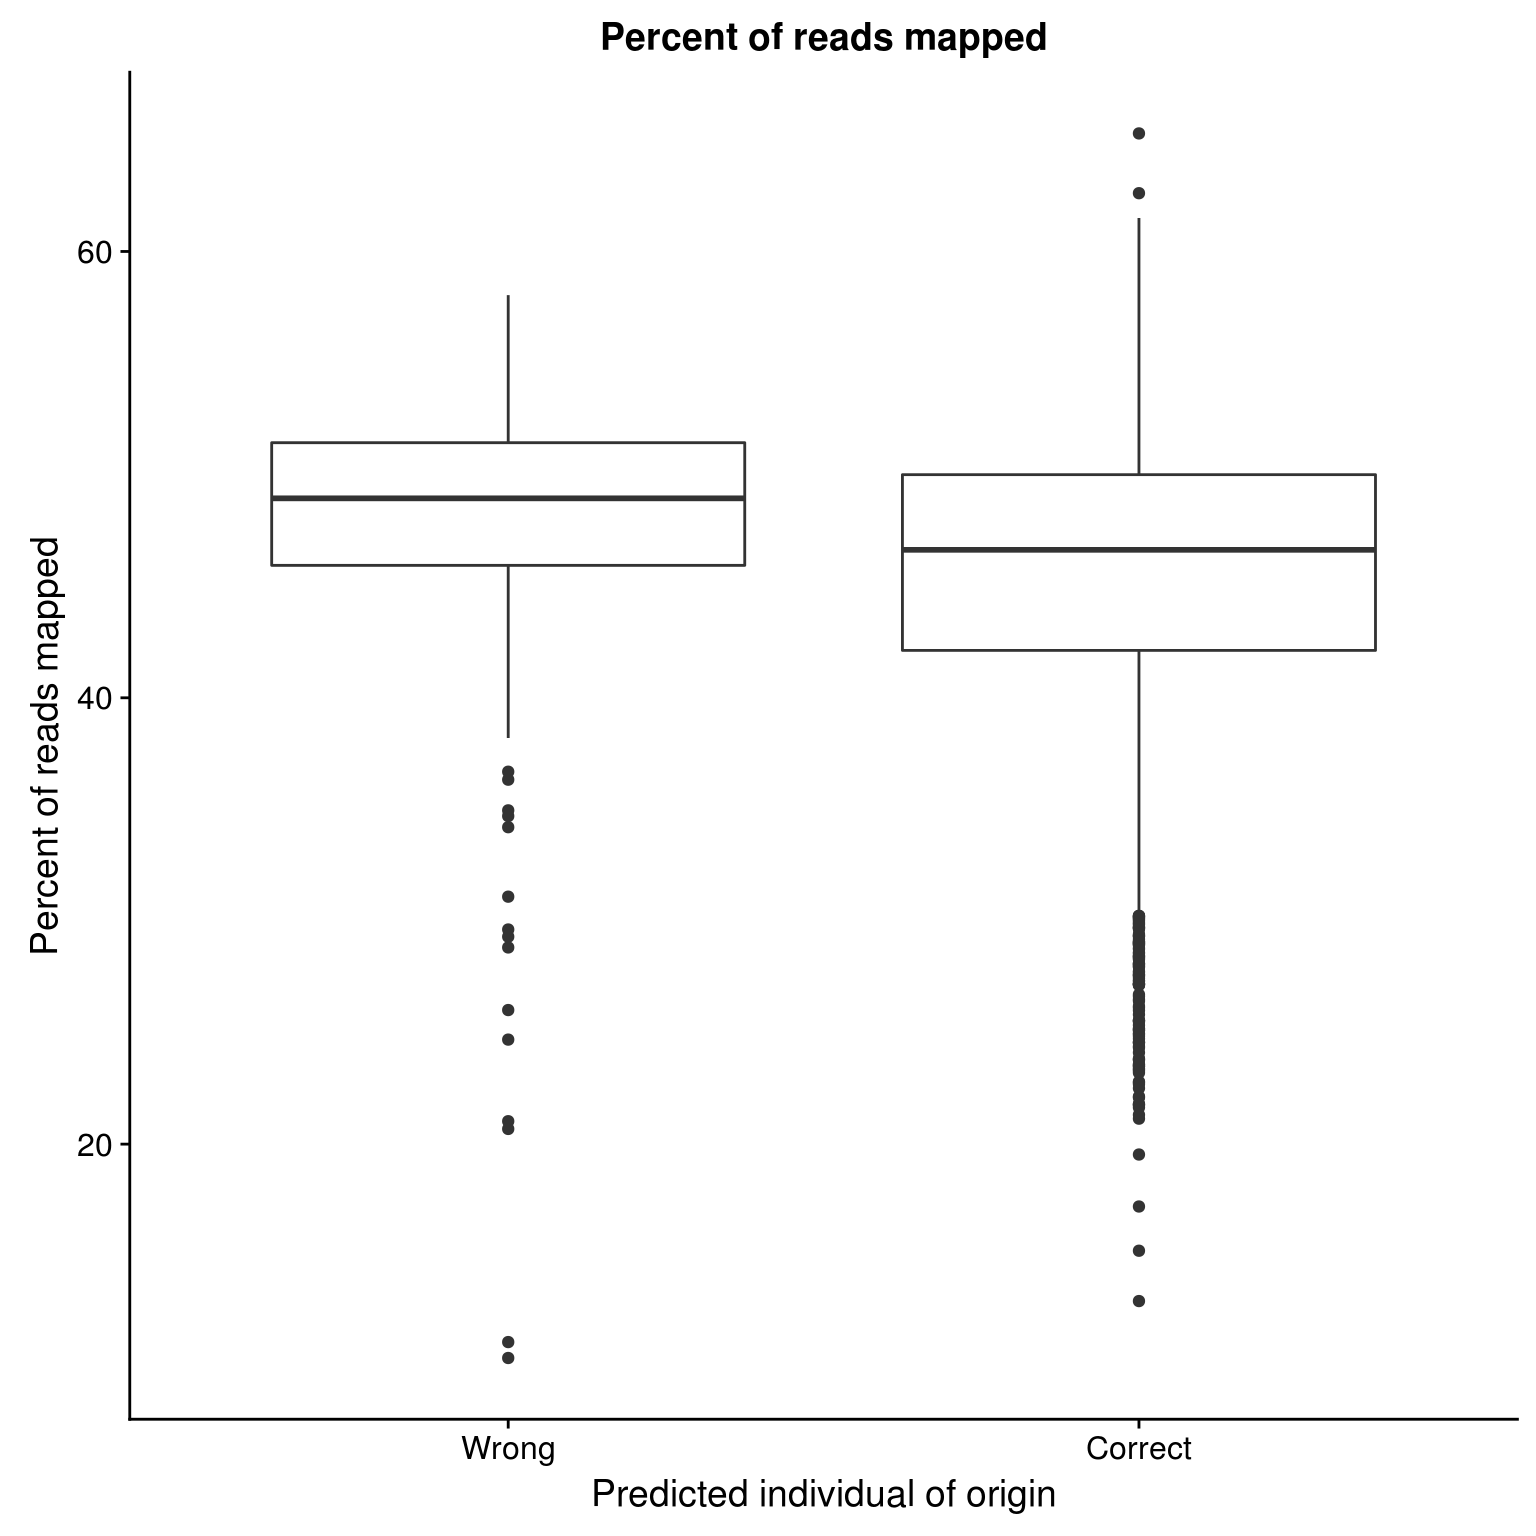 Percent of reads mapped
Percent of reads mapped
60
40
20
Wrong
Correct
Predicted individual of origin